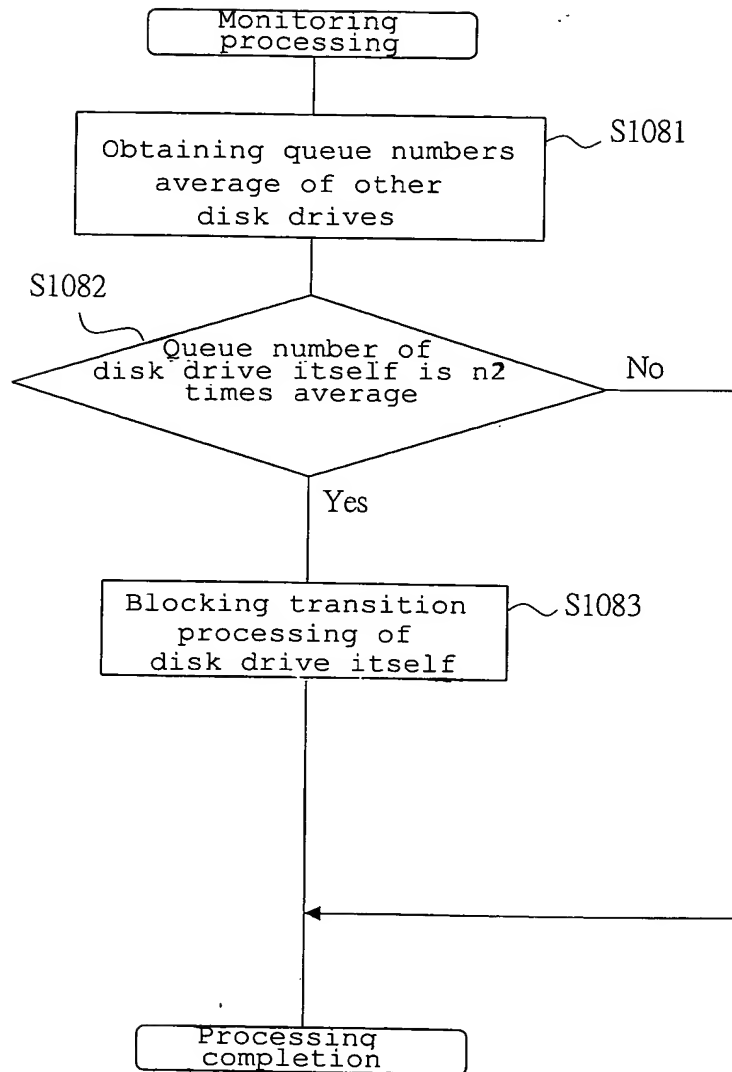 Monitoring
processing
S1081
Obtaining queue numbers
average of other
disk drives
S1082
Queue number of
disk drive itself is n2
times average
No
Yes
Blocking transition
processing of
disk drive itself
S1083
Processing
completion